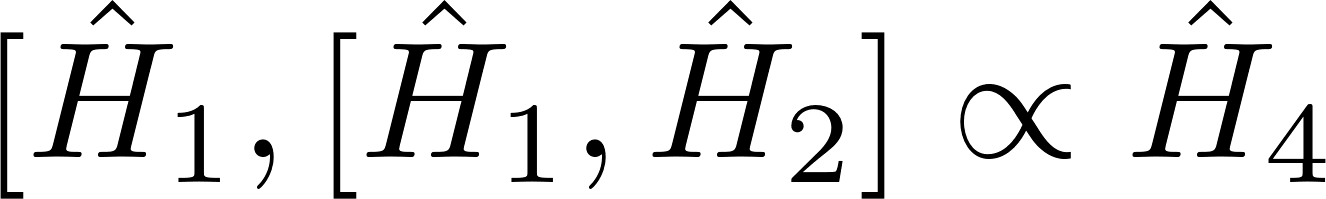 [Ĥ₁, [Ĥ₁, Ĥ₂] ∝ Ĥ₄